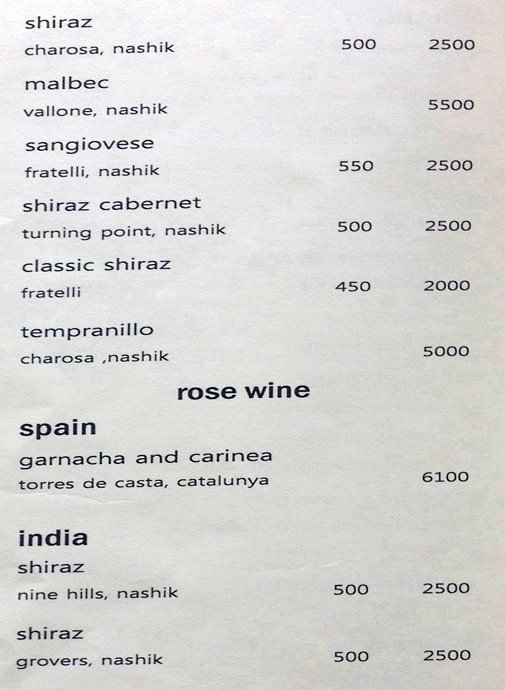 shiraz
charosa, nashik 500 2500
malbec
vallone, nashik 5500
sangiovese
fratelli, nashik 550 2500
shiraz cabernet
turning point, nashik 500 2500
classic shiraz
fratelli 450 2000
tempranillo
charosa ,nashik 5000
rose wine
spain
garnacha and carinea
torres de casta, catalunya 6100
india
shiraz
nine hills, nashik 500 2500
shiraz
grovers, nashik 500 2500